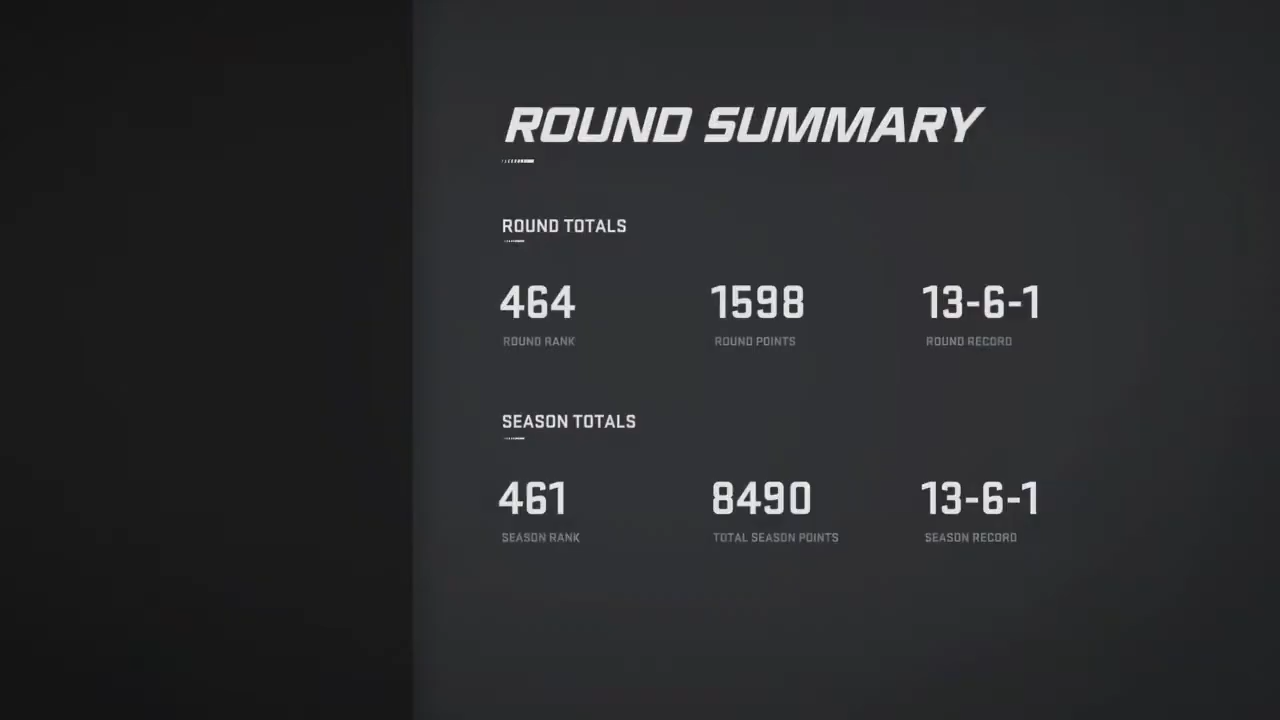 ROUND SUMMARY
ROUND TOTALS
464 1598 13-6-1
ROUND RANK ROUND POINTS ROUND RECORD
SEASON TOTALS
461 8490 13-6-1
SEASON RANK TOTAL SEASON POINTS SEASON RECORD